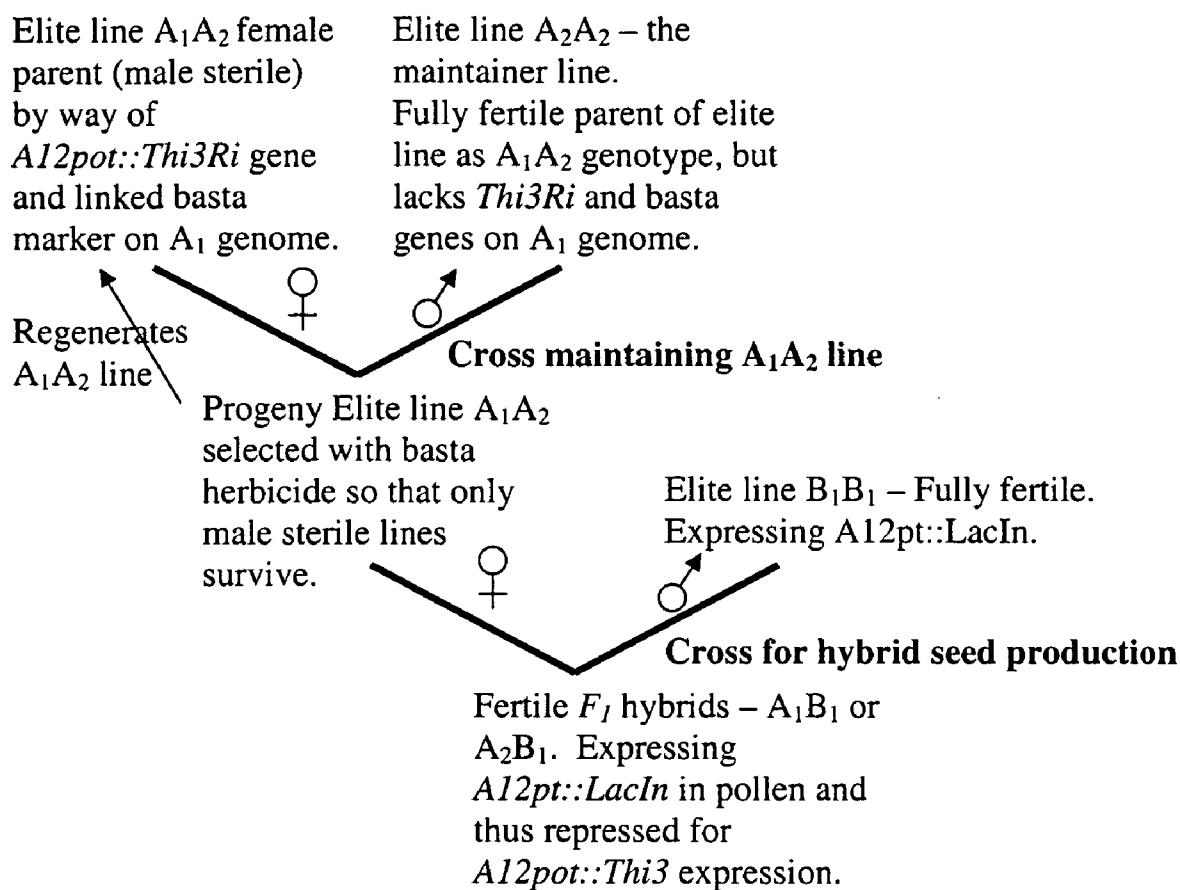 Elite line A₁A₂ female
parent (male sterile)
by way of
A12pot::Thi3Ri gene
and linked basta
marker on A₁ genome.
Elite line A₂A₂ – the
maintainer line.
Fully fertile parent of elite
line as A₁A₂ genotype, but
lacks Thi3Ri and basta
genes on A₁ genome.
Regenerates
A₁A₂ line
Cross maintaining A₁A₂ line
Progeny Elite line A₁A₂
selected with basta
herbicide so that only
male sterile lines
survive.
Elite line B₁B₁ – Fully fertile.
Expressing A12pt::LacIn.
Cross for hybrid seed production
Fertile F₁ hybrids – A₁B₁ or
A₂B₁. Expressing
A12pt::LacIn in pollen and
thus repressed for
A12pot::Thi3 expression.